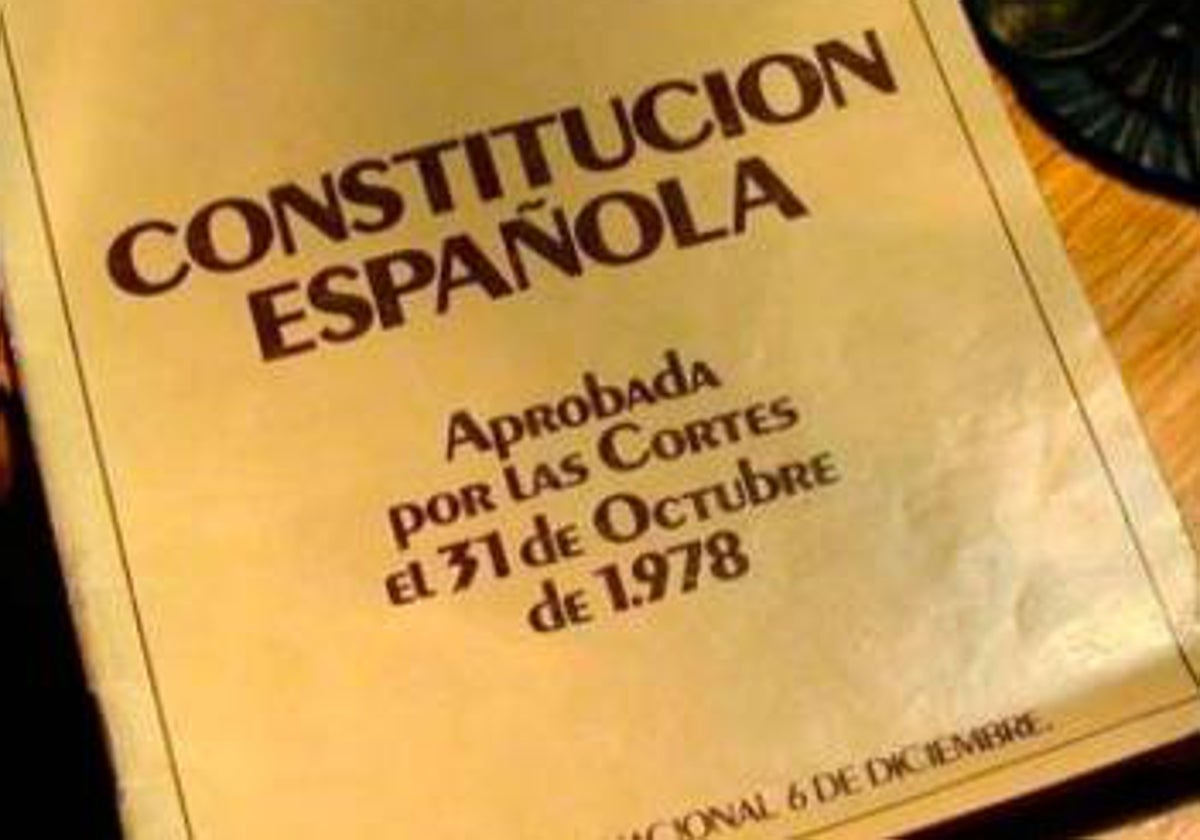 CONSTITUCION
ESPAÑOLA
Aprobada
por las Cortes
el 31 de Octubre
de 1.978
6 DE DICIEMBRE.